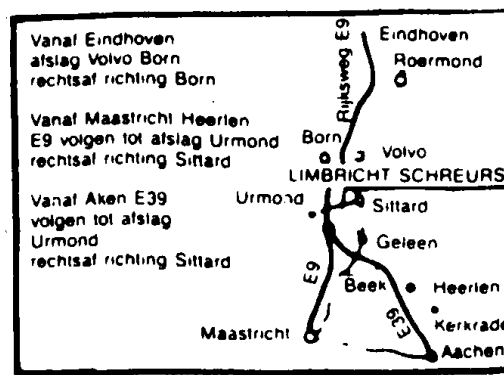 Vanaf Eindhoven
afslag Volvo Born
rechtsaf richting Born
Vanaf Maastricht Heerlen
E9 volgen tot afslag Urmond
rechtsaf richting Sittard
Vanaf Aken E39
volgen tot afslag
Urmond
rechtsaf richting Sittard
Rijksweg E9
Eindhoven
Roermond
Born
Volvo
LIMBRICHT SCHREURS
Urmond
Sittard
Geleen
E9
Beek
Heerlen
E39
Kerkrade
Maastricht
Aachen